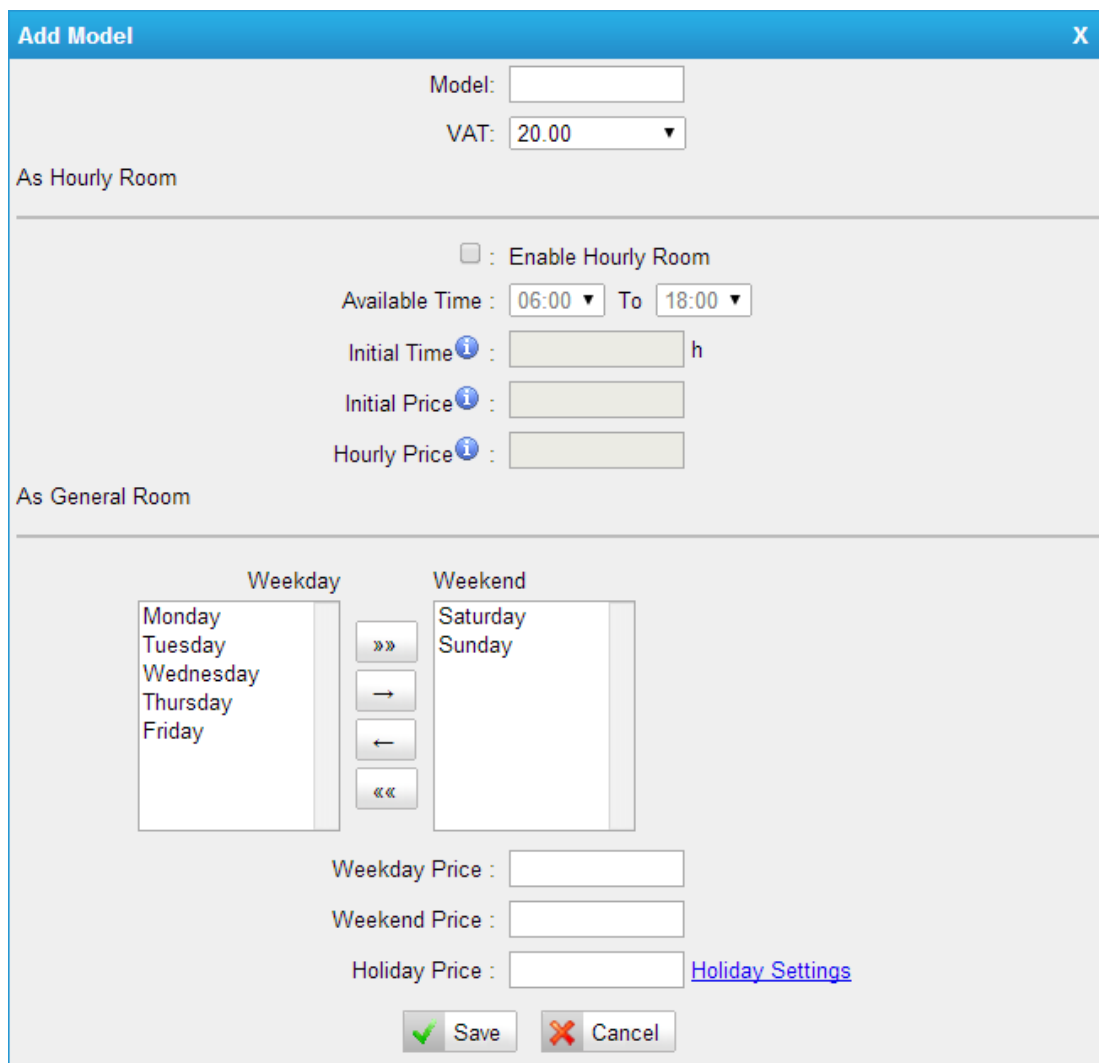 Add Model X
Model:
VAT: 20.00
As Hourly Room
: Enable Hourly Room
Available Time : 06:00 To 18:00
Initial Time : h
Initial Price :
Hourly Price :
As General Room
Weekday Weekend
Monday Saturday
Tuesday »» Sunday
Wednesday
Thursday →
Friday
←
««
Weekday Price :
Weekend Price :
Holiday Price : Holiday Settings
Save Cancel